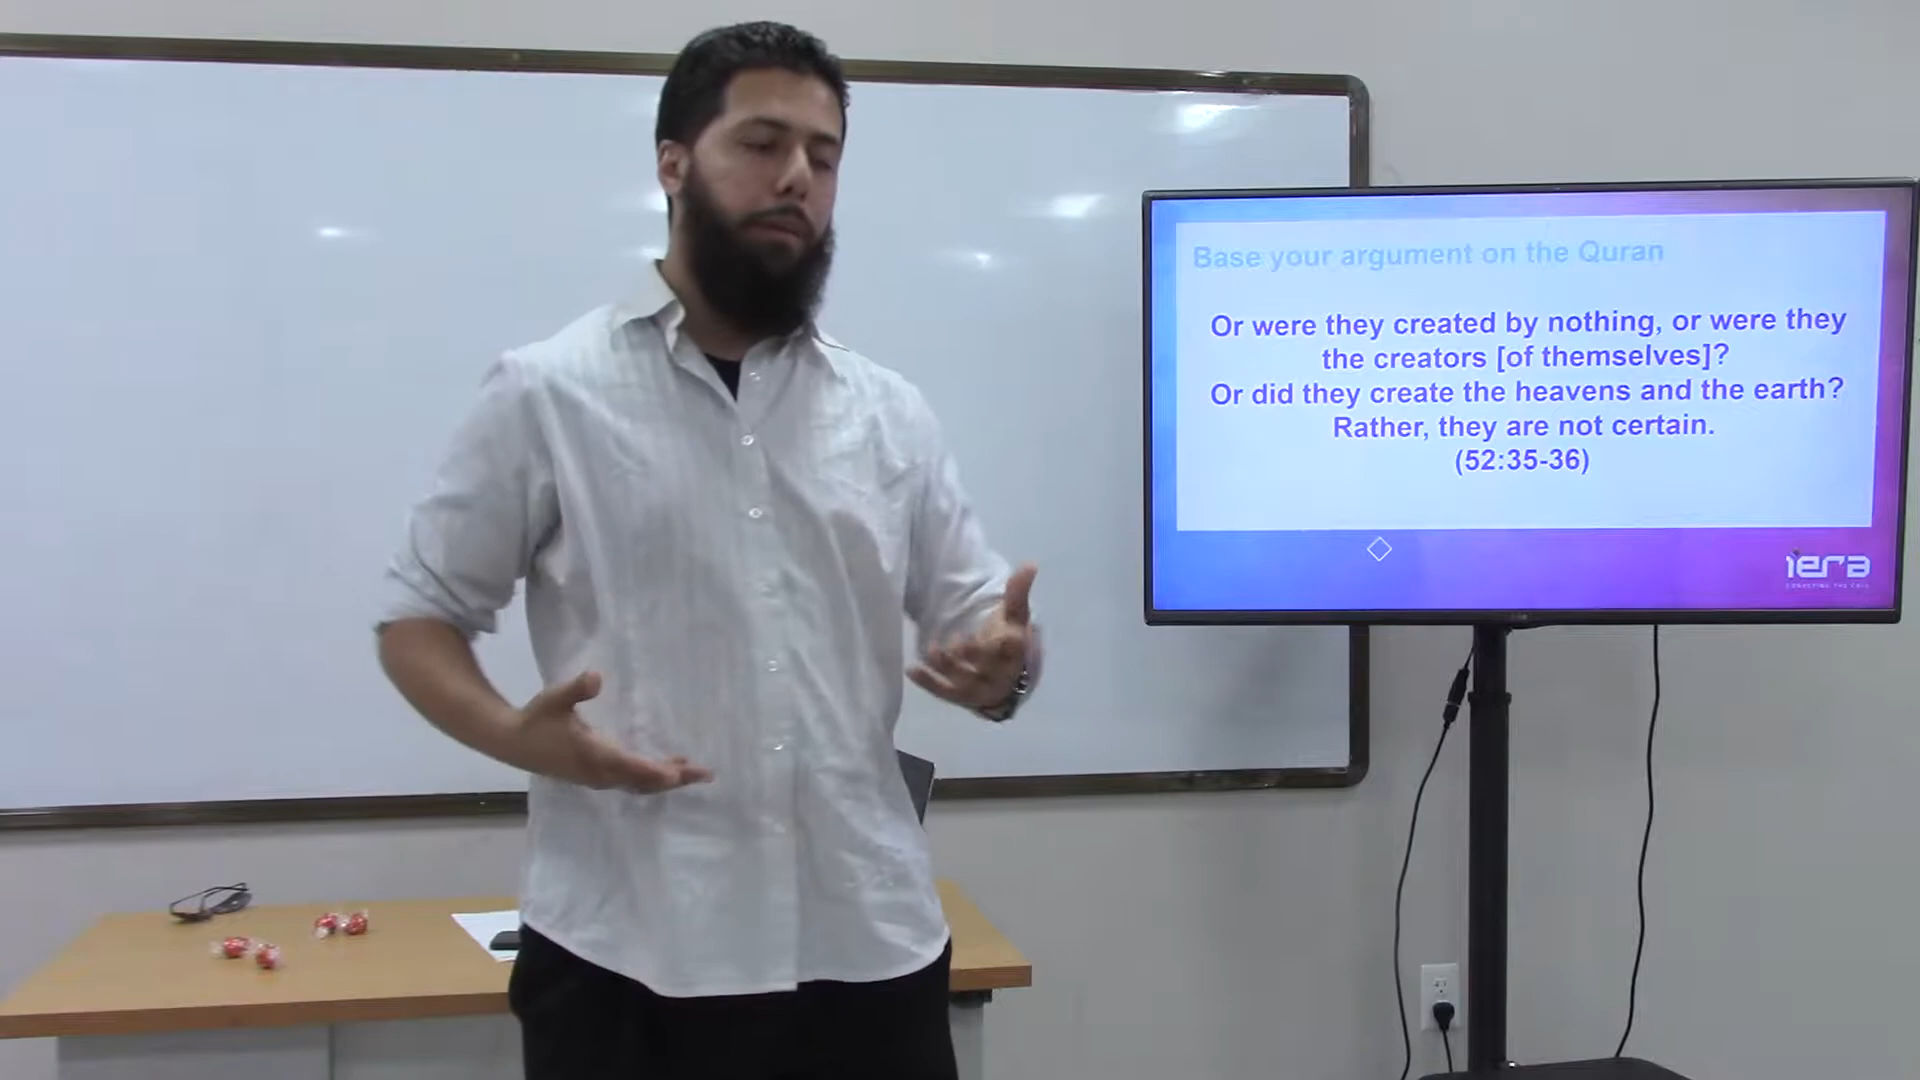 Base your argument on the Quran
Or were they created by nothing, or were they
the creators [of themselves]?
Or did they create the heavens and the earth?
Rather, they are not certain.
(52:35-36)
iera